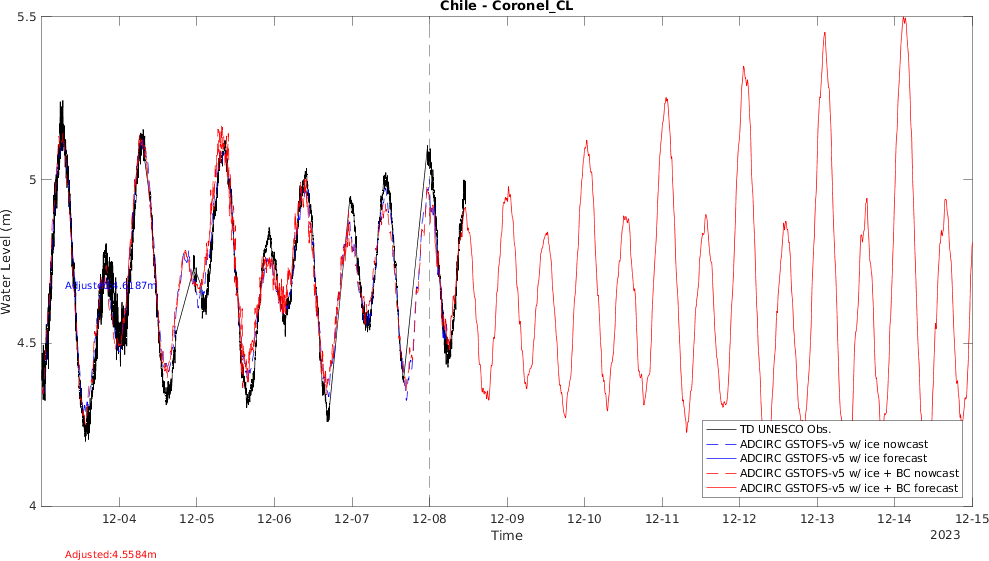 Chile - Coronel_CL
5.5
5
4.5
4
Water Level (m)
Adjusted:4.6187m
TD UNESCO Obs.
ADCIRC GSTOFS-v5 w/ ice nowcast
ADCIRC GSTOFS-v5 w/ ice forecast
ADCIRC GSTOFS-v5 w/ ice + BC nowcast
ADCIRC GSTOFS-v5 w/ ice + BC forecast
12-04 12-05 12-06 12-07 12-08 12-09 12-10 12-11 12-12 12-13 12-14 12-15
Time
2023
Adjusted:4.5584m